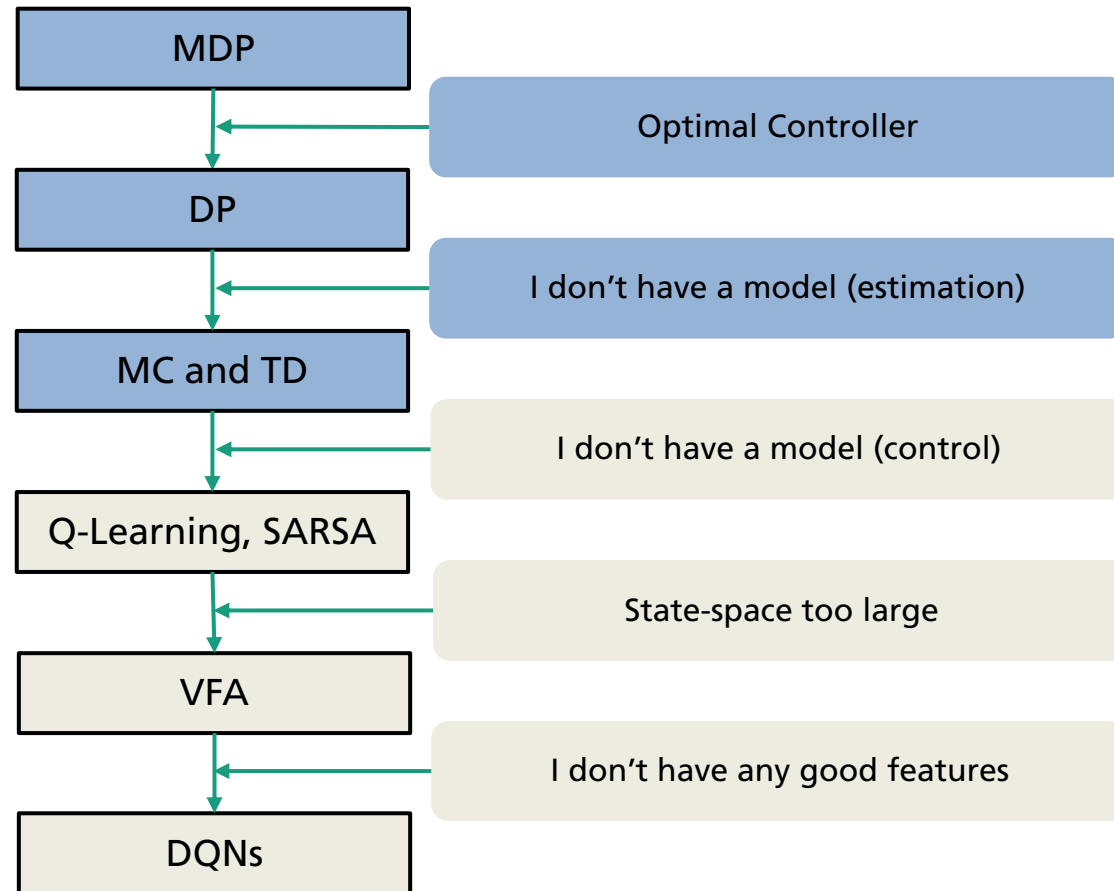 MDP
Optimal Controller
DP
I don’t have a model (estimation)
MC and TD
I don’t have a model (control)
Q-Learning, SARSA
State-space too large
VFA
I don’t have any good features
DQNs